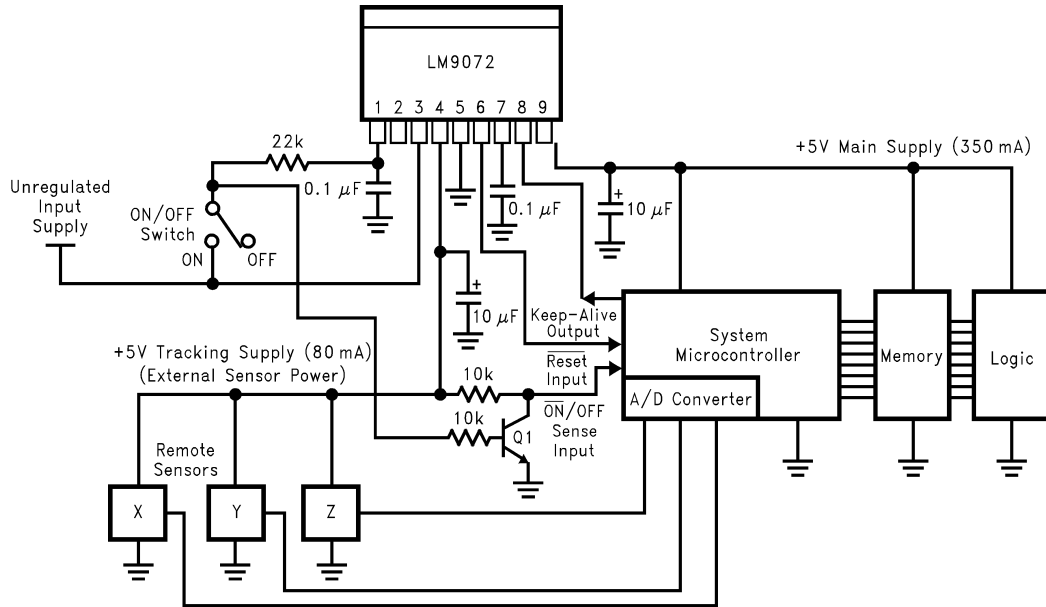 LM9072
1 2 3 4 5 6 7 8 9
22k
+5V Main Supply (350 mA)
Unregulated
Input
Supply
0.1 μF
0.1 μF
+
10 μF
ON/OFF
Switch
ON
OFF
+
10 μF
Keep-Alive
Output
System
Microcontroller
Memory
Logic
+5V Tracking Supply (80 mA)
(External Sensor Power)
10k
R̅e̅s̅e̅t̅
Input
A/D Converter
10k
Q1
O̅N̅/OFF
Sense
Input
Remote
Sensors
X
Y
Z